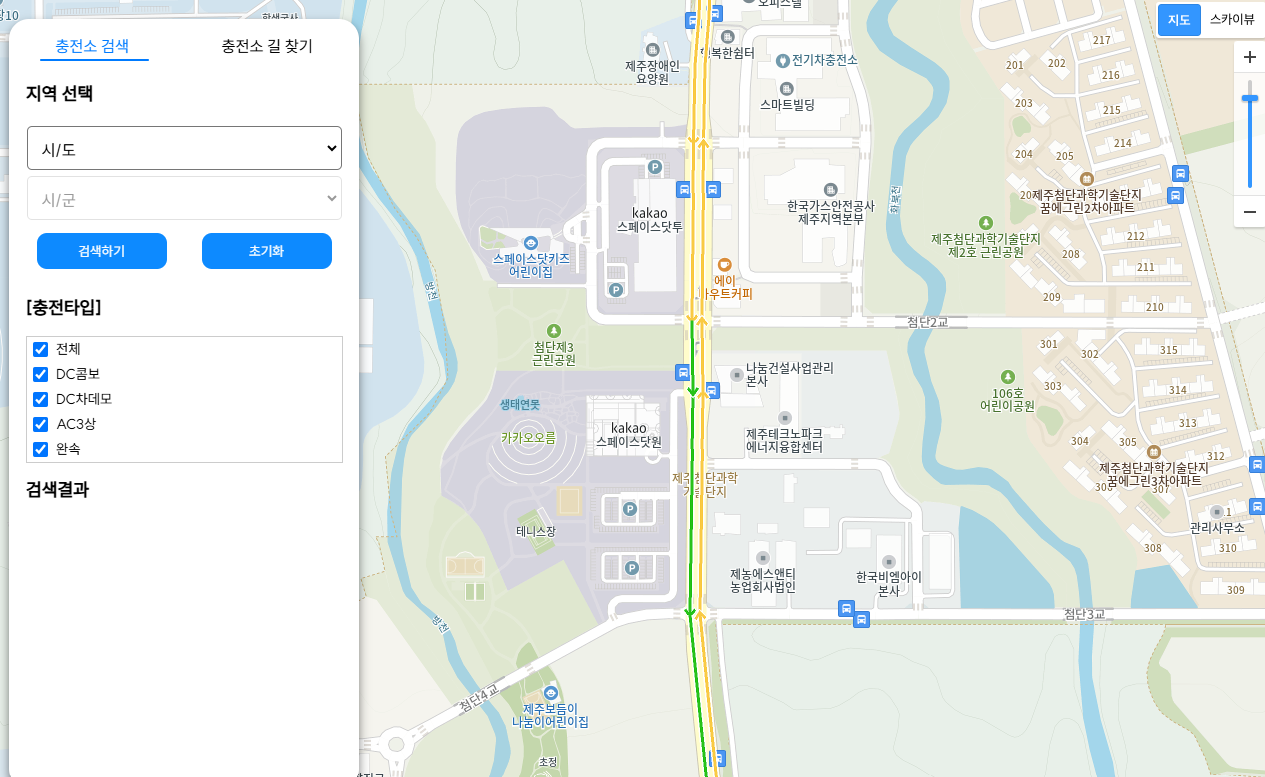 충전소 검색
충전소 길 찾기
지역 선택
시/도
시/군
검색하기
초기화
[충전타입]
전체
DC콤보
DC차데모
AC3상
완속
검색결과
지도
스카이뷰
제주장애인
요양원
행복한쉼터
전기차충전소
스마트빌딩
오피스텔
kakao
스페이스닷투
한국가스안전공사
제주지역본부
화북천
스페이스닷키즈
어린이집
에이
바우트커피
방천
첨단2교
첨단제3
근린공원
나눔건설사업관리
본사
생태연못
카카오오름
kakao
스페이스닷원
제주테크노파크
에너지융합센터
제주첨단과학
기술단지
테니스장
제농에스앤티
농업회사법인
한국비엠아이
본사
첨단3교
방천
첨단4교
제주보듬이
나눔이어린이집
초정
제주첨단과학기술단지
꿈에그린2차아파트
제주첨단과학기술단지
제2호 근린공원
106호
어린이공원
제주첨단과학기술단지
꿈에그린3차아파트
관리사무소
217
201
202
216
203
215
214
204
205
212
208
211
209
210
301
302
315
303
314
313
304
305
312
307
308
310
309
P
P
P
P